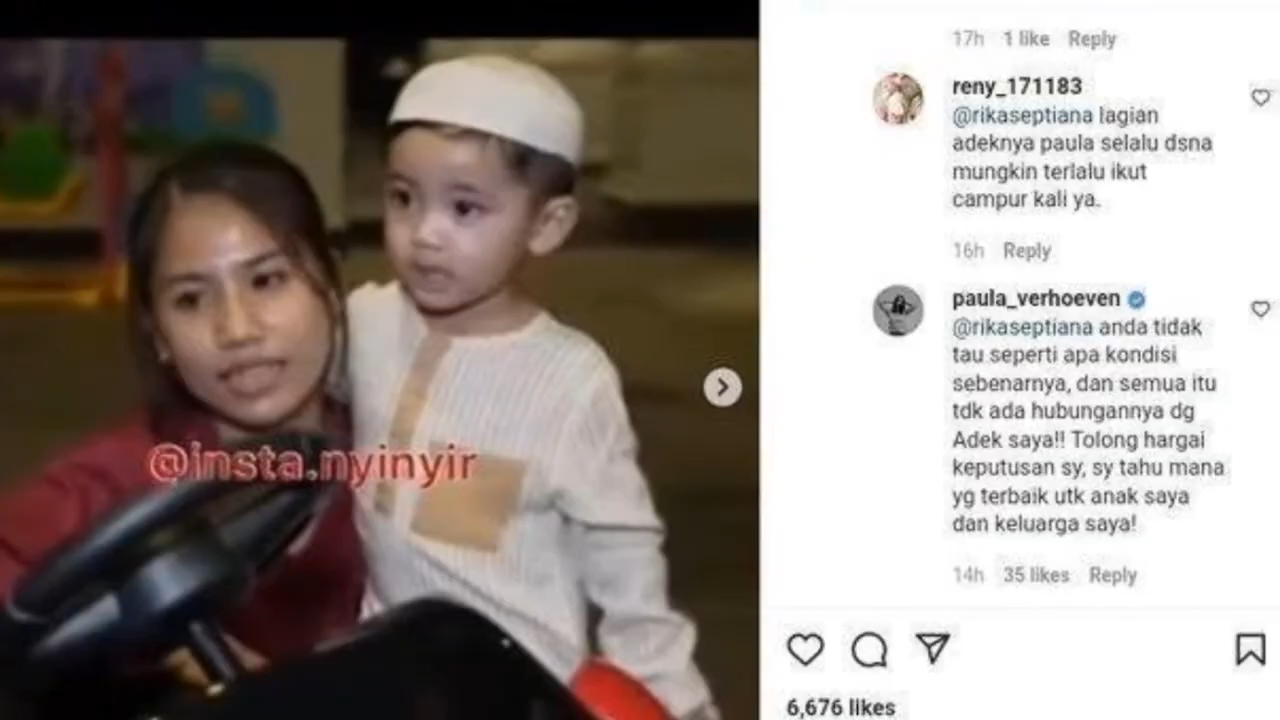 @insta.nyinyir
17h 1 like Reply
reny_171183
@rikaseptiana lagian
adeknya paula selalu dsna
mungkin terlalu ikut
campur kali ya.
16h Reply
paula_verhoeven
@rikaseptiana anda tidak
tau seperti apa kondisi
sebenarnya, dan semua itu
tdk ada hubungannya dg
Adek saya!! Tolong hargai
keputusan sy, sy tahu mana
yg terbaik utk anak saya
dan keluarga saya!
14h 35 likes Reply
6,676 likes